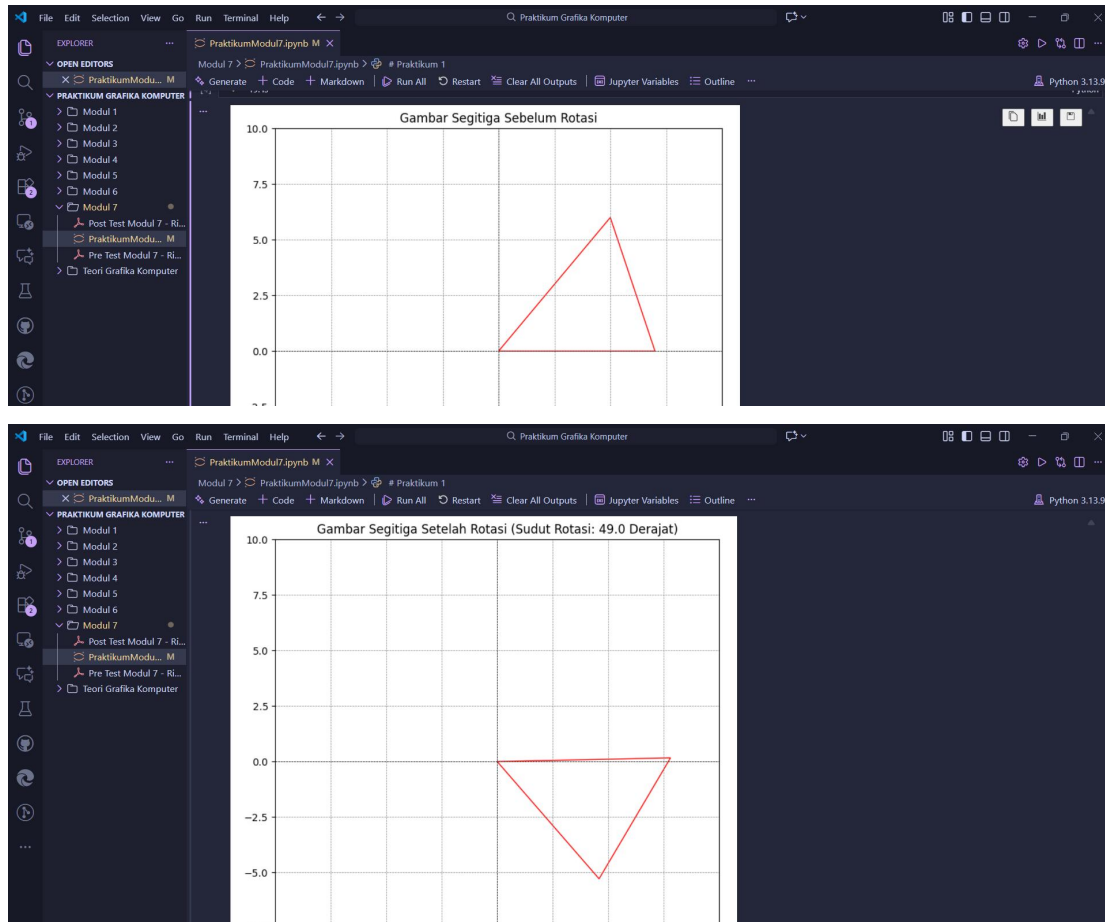 File Edit Selection View Go Run Terminal Help
Praktikum Grafika Komputer
EXPLORER
PraktikumModul7.ipynb M
OPEN EDITORS
Modul 7 > PraktikumModul7.ipynb > # Praktikum 1
PraktikumModu... M
Generate + Code + Markdown | Run All Restart Clear All Outputs | Jupyter Variables Outline ...
Python 3.13.9
PRAKTIKUM GRAFIKA KOMPUTER
Modul 1
Modul 2
Modul 3
Modul 4
Modul 5
Modul 6
Modul 7
Post Test Modul 7 - Ri...
PraktikumModu... M
Pre Test Modul 7 - Ri...
Teori Grafika Komputer
1
2
Gambar Segitiga Sebelum Rotasi
10.0
7.5
5.0
2.5
0.0
File Edit Selection View Go Run Terminal Help
Praktikum Grafika Komputer
EXPLORER
PraktikumModul7.ipynb M
OPEN EDITORS
Modul 7 > PraktikumModul7.ipynb > # Praktikum 1
PraktikumModu... M
Generate + Code + Markdown | Run All Restart Clear All Outputs | Jupyter Variables Outline ...
Python 3.13.9
PRAKTIKUM GRAFIKA KOMPUTER
Modul 1
Modul 2
Modul 3
Modul 4
Modul 5
Modul 6
Modul 7
Post Test Modul 7 - Ri...
PraktikumModu... M
Pre Test Modul 7 - Ri...
Teori Grafika Komputer
1
2
Gambar Segitiga Setelah Rotasi (Sudut Rotasi: 49.0 Derajat)
10.0
7.5
5.0
2.5
0.0
−2.5
−5.0